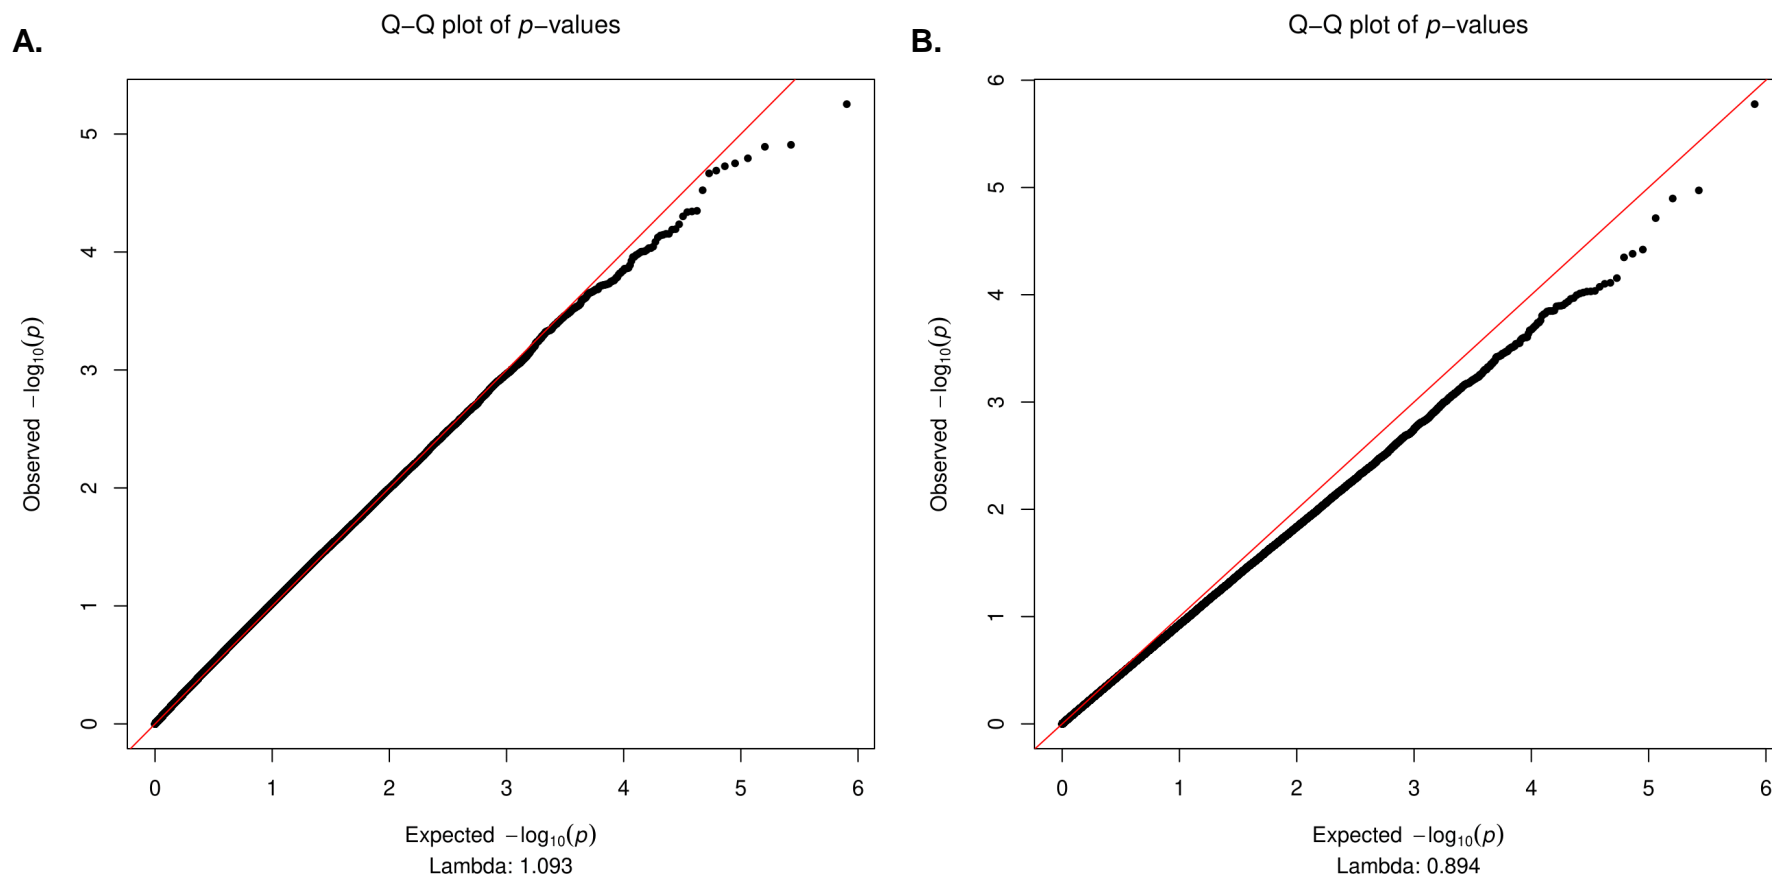 A.
Q−Q plot of p−values
5
4
3
2
1
0
Observed −log10(p)
0 1 2 3 4 5 6
Expected −log10(p)
Lambda: 1.093
B.
Q−Q plot of p−values
6
5
4
3
2
1
0
Observed −log10(p)
0 1 2 3 4 5 6
Expected −log10(p)
Lambda: 0.894